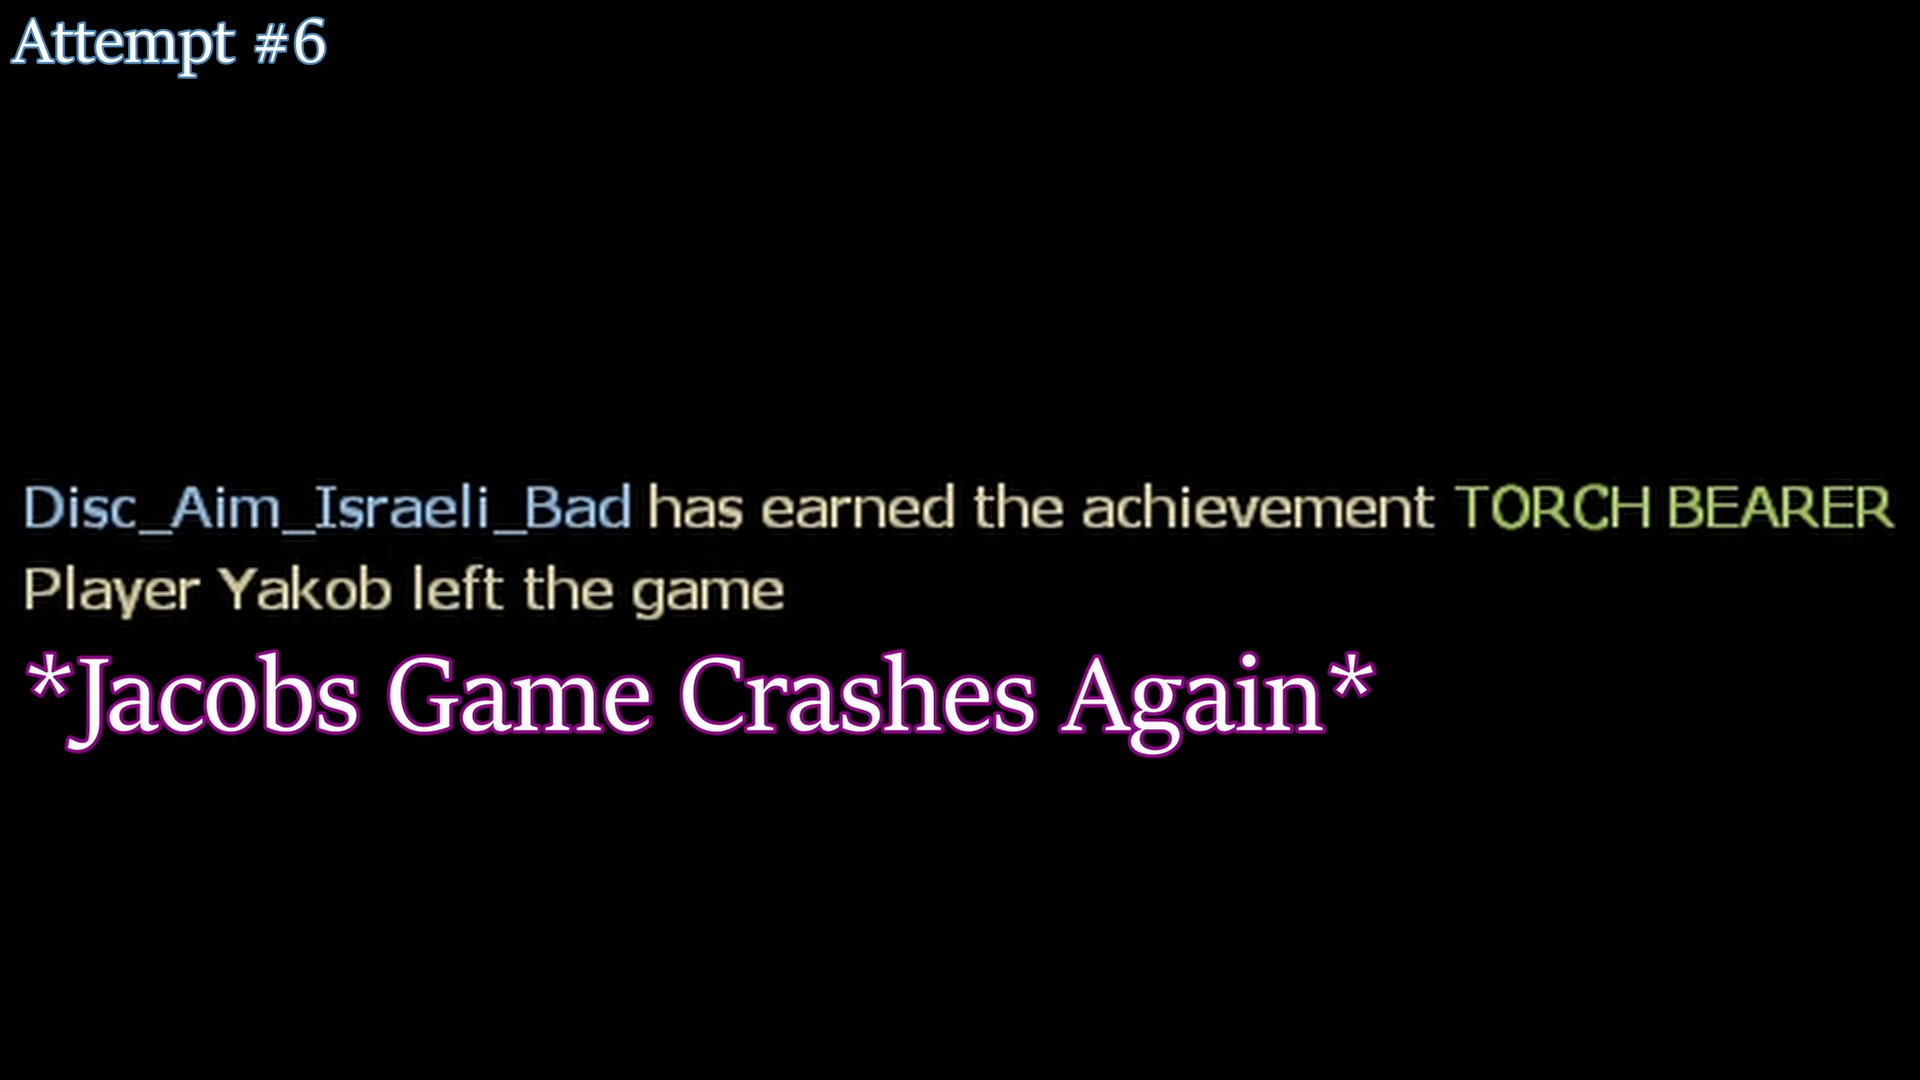 Attempt #6
Disc_Aim_Israeli_Bad has earned the achievement TORCH BEARER
Player Yakob left the game
*Jacobs Game Crashes Again*